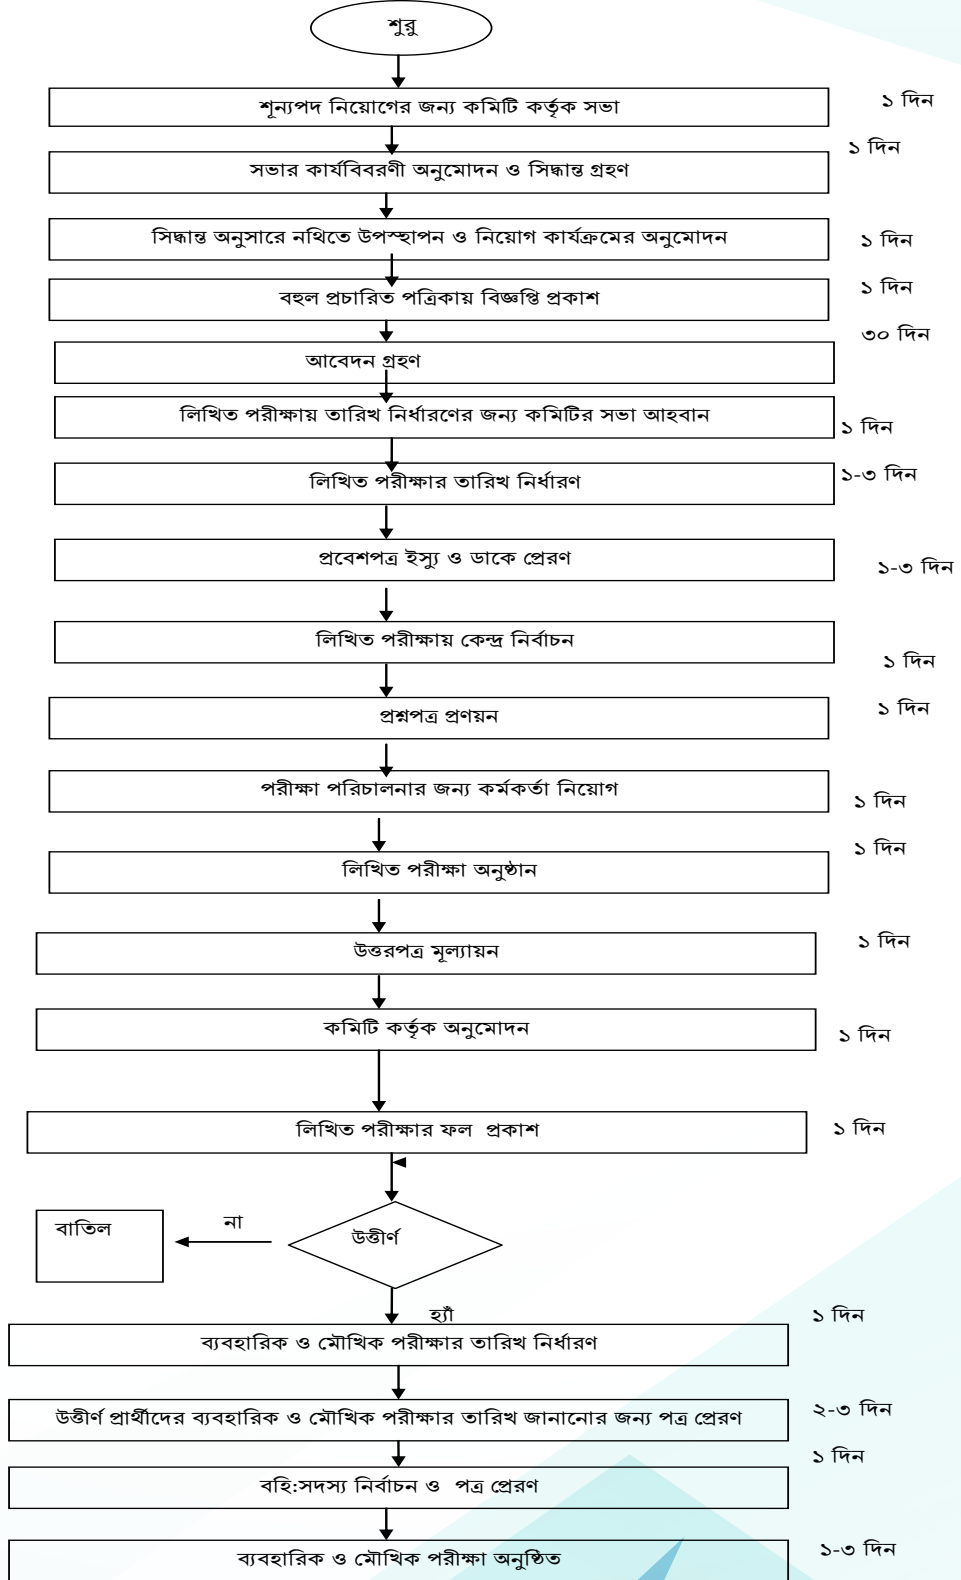 শুরু
শূন্যপদ নিয়োগের জন্য কমিটি কর্তৃক সভা
১ দিন
সভার কার্যবিবরণী অনুমোদন ও সিদ্ধান্ত গ্রহণ
১ দিন
সিদ্ধান্ত অনুসারে নথিতে উপস্হাপন ও নিয়োগ কার্যক্রমের অনুমোদন
১ দিন
বহুল প্রচারিত পত্রিকায় বিজ্ঞপ্তি প্রকাশ
১ দিন
আবেদন গ্রহণ
৩০ দিন
লিখিত পরীক্ষায় তারিখ নির্ধারণের জন্য কমিটির সভা আহবান
১ দিন
লিখিত পরীক্ষার তারিখ নির্ধারণ
১-৩ দিন
প্রবেশপত্র ইস্যু ও ডাকে প্রেরণ
১-৩ দিন
লিখিত পরীক্ষায় কেন্দ্র নির্বাচন
১ দিন
প্রশ্নপত্র প্রণয়ন
১ দিন
পরীক্ষা পরিচালনার জন্য কর্মকর্তা নিয়োগ
১ দিন
লিখিত পরীক্ষা অনুষ্ঠান
১ দিন
উত্তরপত্র মূল্যায়ন
১ দিন
কমিটি কর্তৃক অনুমোদন
১ দিন
লিখিত পরীক্ষার ফল প্রকাশ
১ দিন
বাতিল
না
উত্তীর্ণ
হ্যাঁ
ব্যবহারিক ও মৌখিক পরীক্ষার তারিখ নির্ধারণ
১ দিন
উত্তীর্ণ প্রার্থীদের ব্যবহারিক ও মৌখিক পরীক্ষার তারিখ জানানোর জন্য পত্র প্রেরণ
২-৩ দিন
বহি:সদস্য নির্বাচন ও পত্র প্রেরণ
১ দিন
ব্যবহারিক ও মৌখিক পরীক্ষা অনুষ্ঠিত
১-৩ দিন